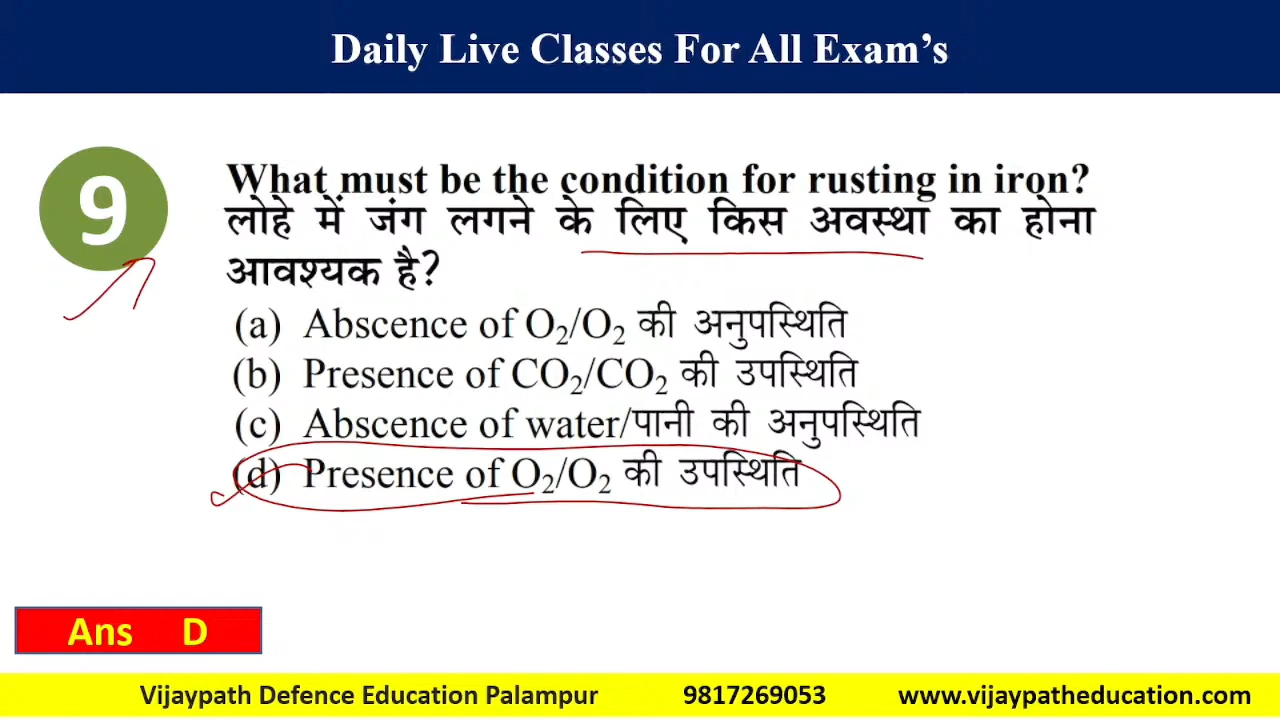 Daily Live Classes For All Exam's
9
What must be the condition for rusting in iron?
लोहे में जंग लगने के लिए किस अवस्था का होना
आवश्यक है?
(a) Abscence of O₂/O₂ की अनुपस्थिति
(b) Presence of CO₂/CO₂ की उपस्थिति
(c) Abscence of water/पानी की अनुपस्थिति
(d) Presence of O₂/O₂ की उपस्थिति
Ans D
Vijaypath Defence Education Palampur 9817269053 www.vijaypatheducation.com